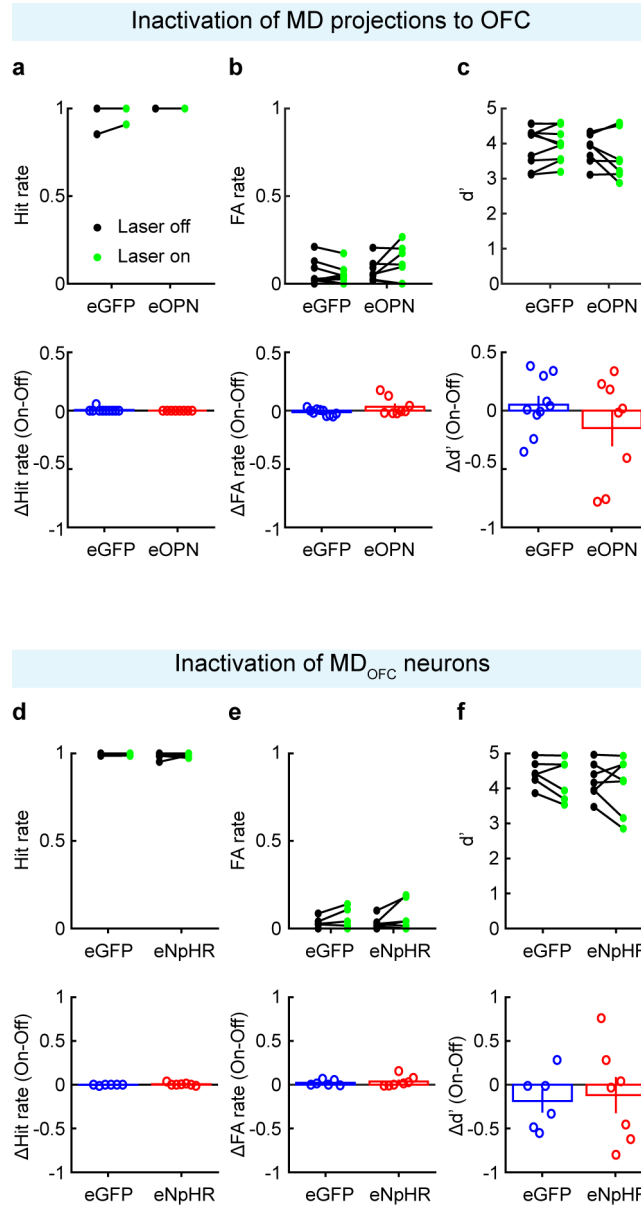 Inactivation of MD projections to OFC
a
b
c
Hit rate
1
0.5
0
Laser off
Laser on
eGFP eOPN
FA rate
1
0.5
0
eGFP eOPN
d'
5
4
3
2
1
0
eGFP eOPN
ΔHit rate (On-Off)
0.5
0
-0.5
-1
eGFP eOPN
ΔFA rate (On-Off)
0.5
0
-0.5
-1
eGFP eOPN
Δd' (On-Off)
0.5
0
-0.5
-1
eGFP eOPN
Inactivation of MDOFC neurons
d
e
f
Hit rate
1
0.5
0
eGFP eNpHR
FA rate
1
0.5
0
eGFP eNpHR
d'
5
4
3
2
1
0
eGFP eNpHR
ΔHit rate (On-Off)
1
0.5
0
-0.5
-1
eGFP eNpHR
ΔFA rate (On-Off)
1
0.5
0
-0.5
-1
eGFP eNpHR
Δd' (On-Off)
1
0.5
0
-0.5
-1
eGFP eNpHR